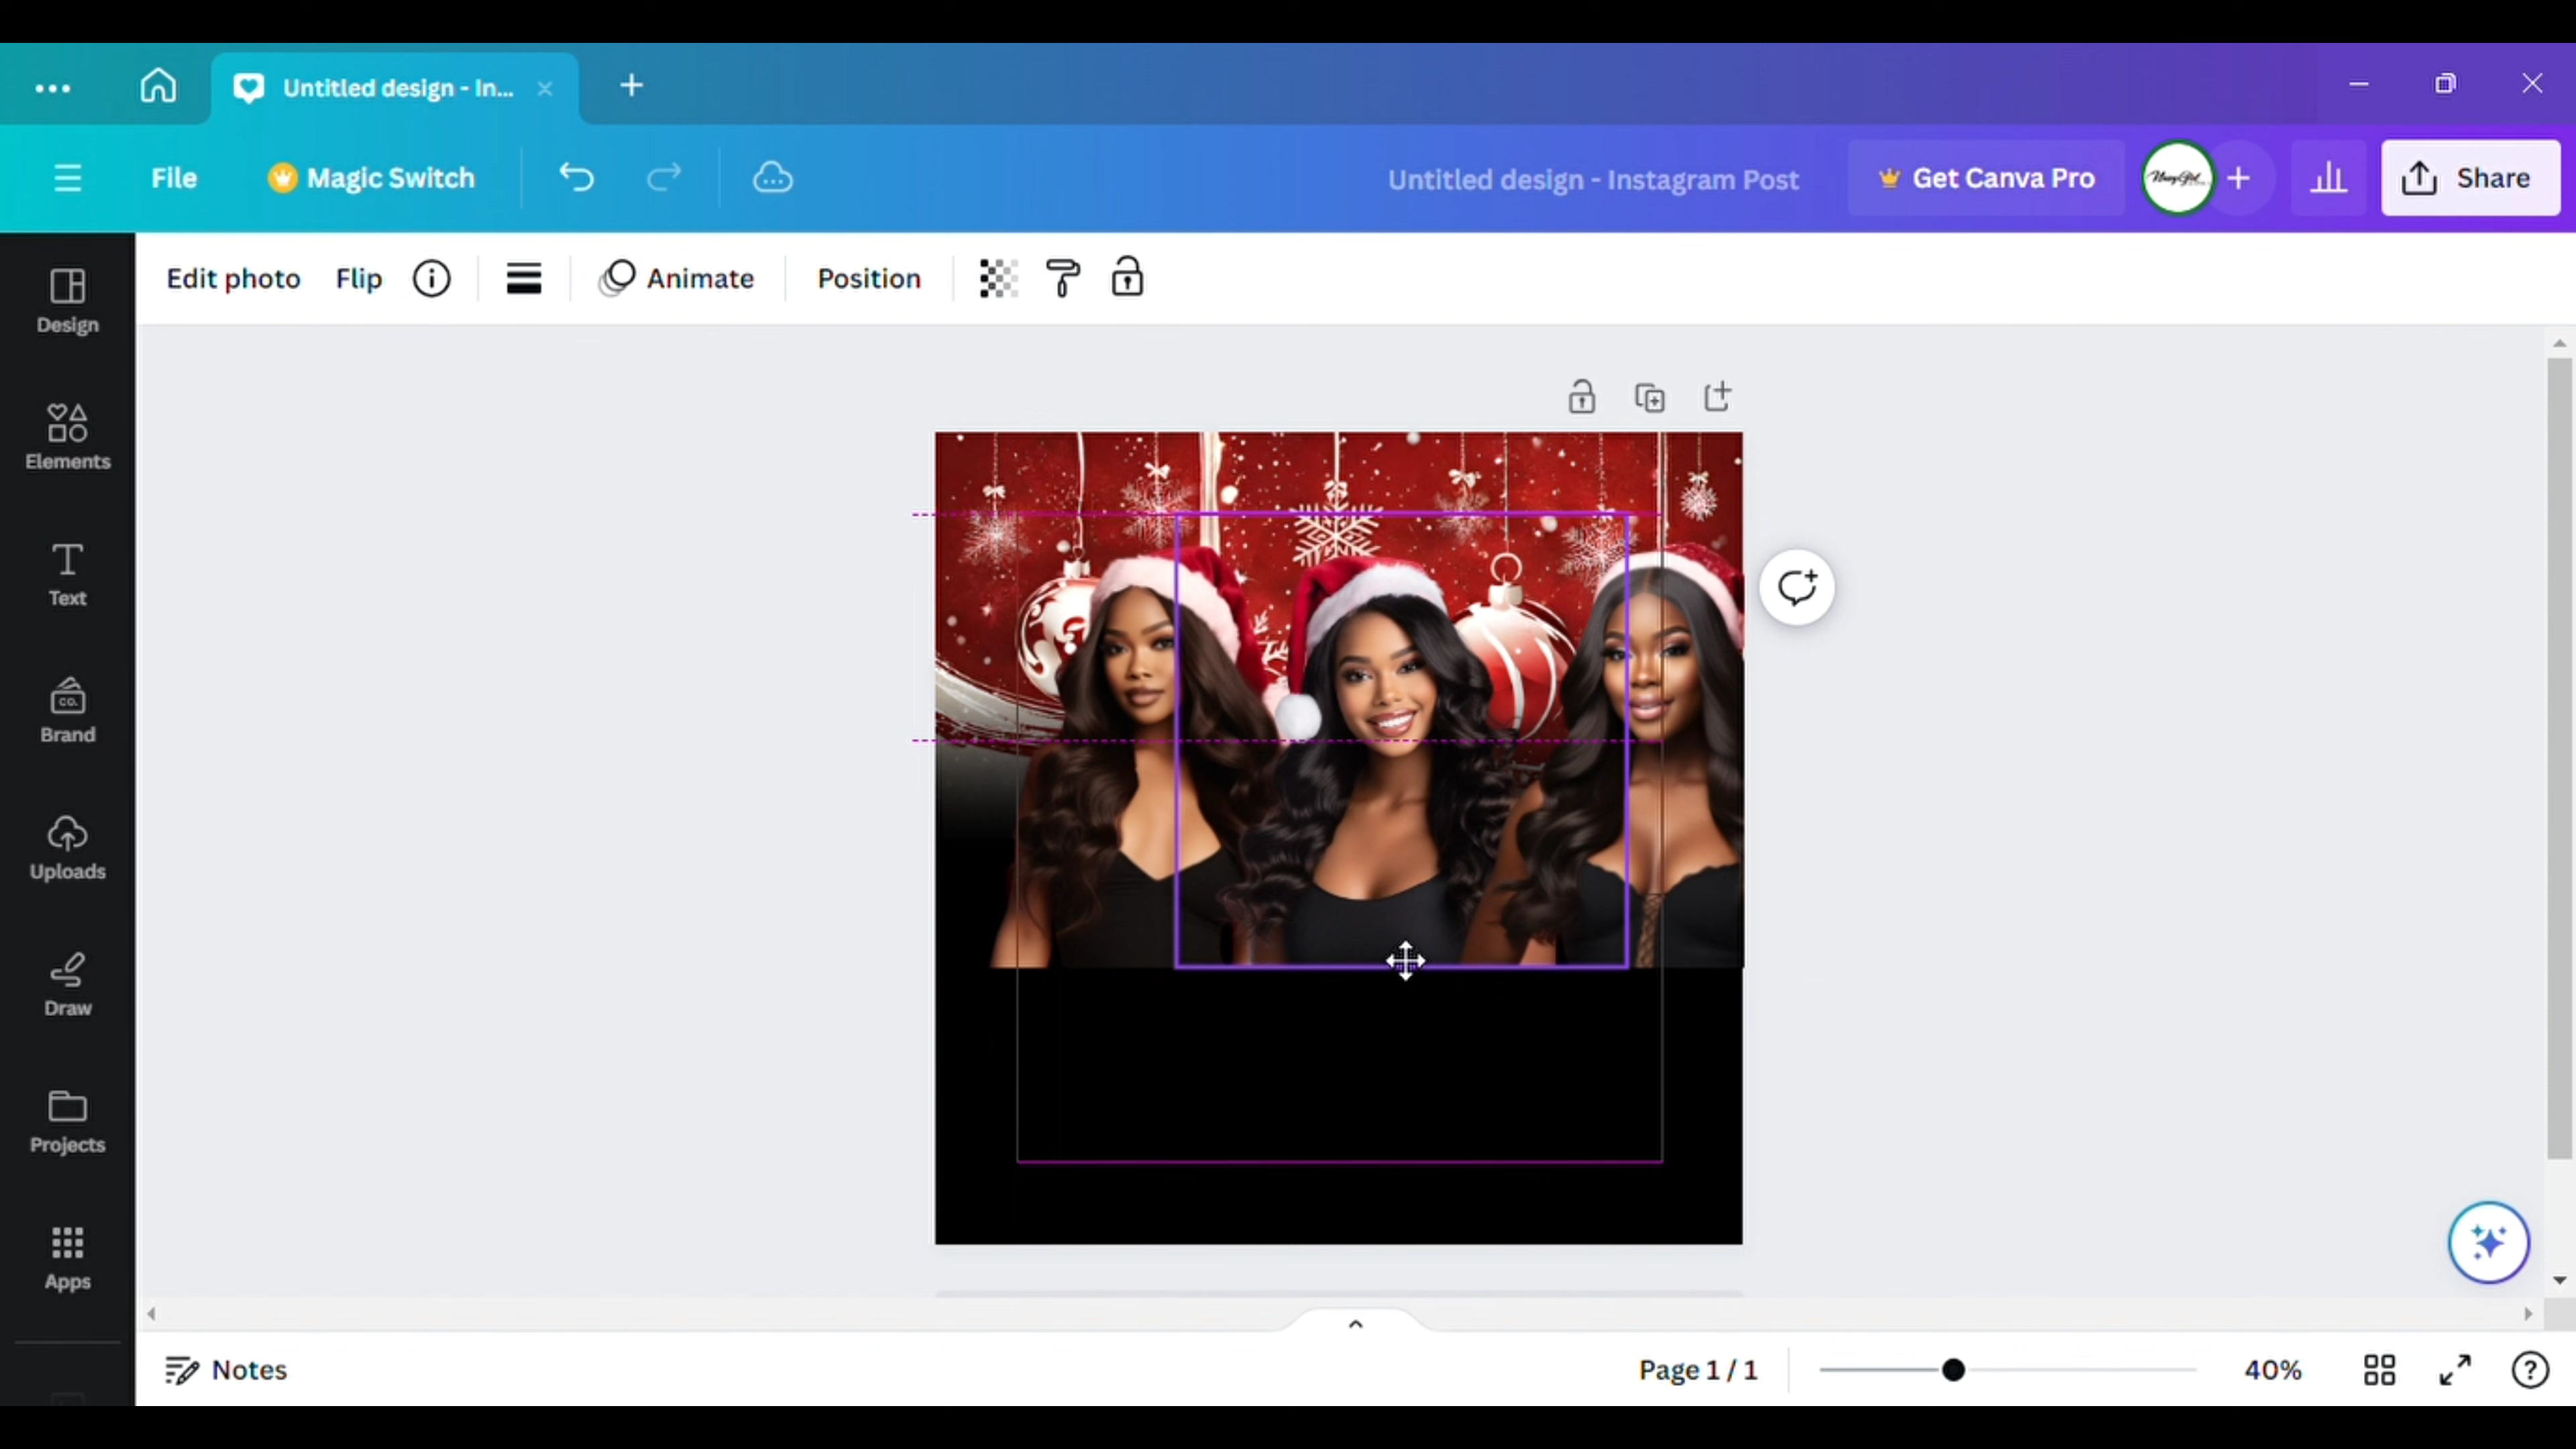 Untitled design - In...
File
Magic Switch
Untitled design - Instagram Post
Get Canva Pro
Share
Edit photo
Flip
Animate
Position
Design
Elements
Text
CO.
Brand
Uploads
Draw
Projects
Apps
Notes
Page 1 / 1
40%